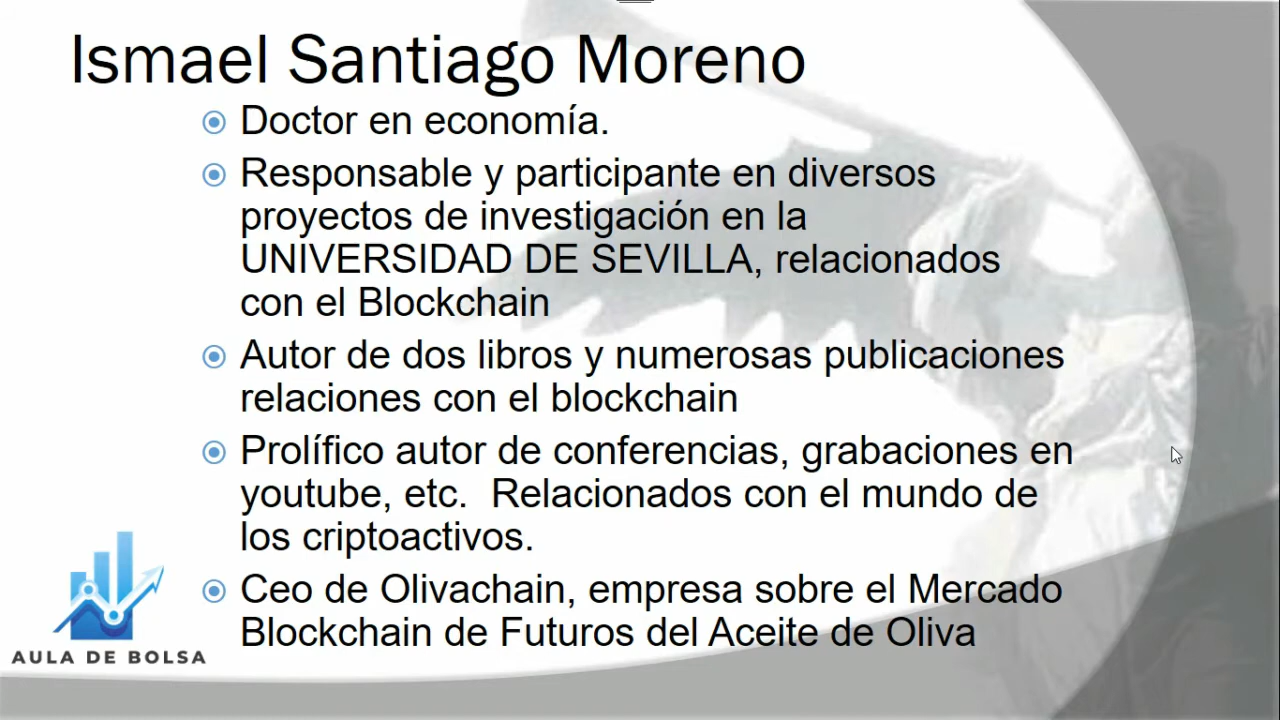 Ismael Santiago Moreno
Doctor en economía.
Responsable y participante en diversos
proyectos de investigación en la
UNIVERSIDAD DE SEVILLA, relacionados
con el Blockchain
Autor de dos libros y numerosas publicaciones
relaciones con el blockchain
Prolífico autor de conferencias, grabaciones en
youtube, etc.  Relacionados con el mundo de
los criptoactivos.
Ceo de Olivachain, empresa sobre el Mercado
Blockchain de Futuros del Aceite de Oliva
AULA DE BOLSA